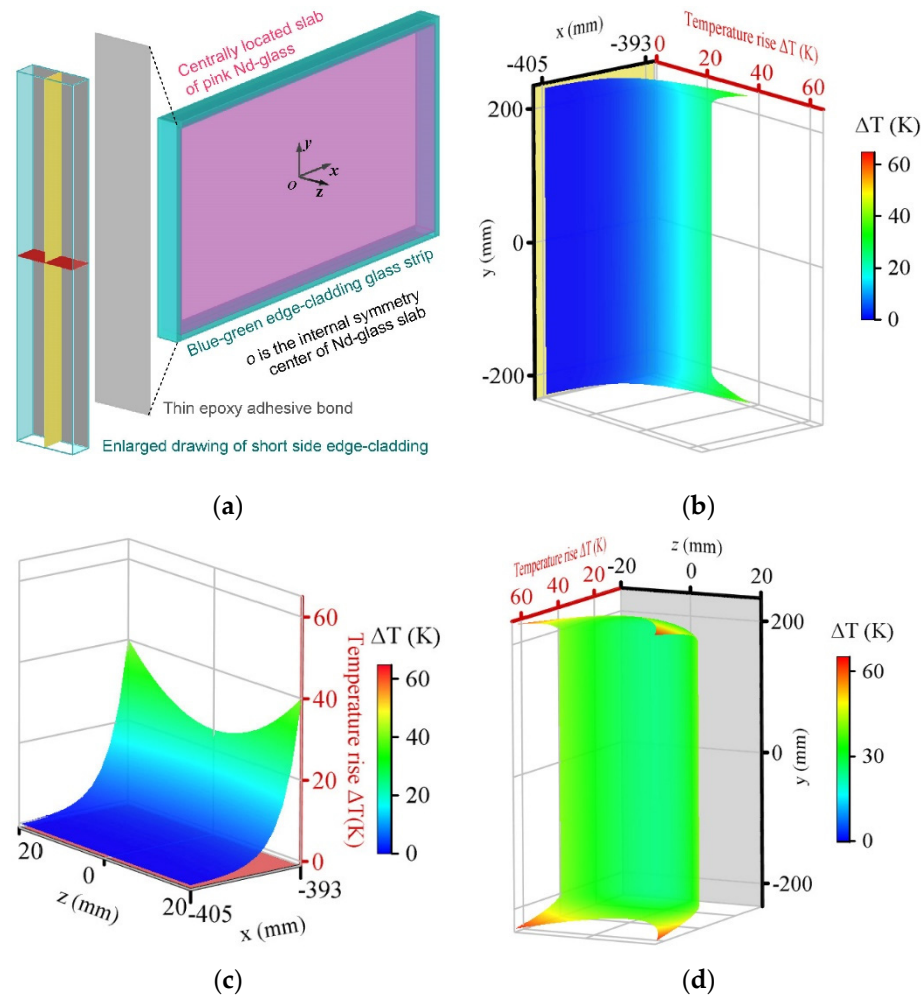 (a)
Centrally located slab
of pink Nd-glass
y
x
o
z
Blue-green edge-cladding glass strip
o is the internal symmetry
center of Nd-glass slab
Thin epoxy adhesive bond
Enlarged drawing of short side edge-cladding
(b)
x (mm)
-405
-393
Temperature rise ΔT (K)
0
20
40
60
y (mm)
200
0
-200
ΔT (K)
60
40
20
0
(c)
60
40
20
0
Temperature rise ΔT(K)
ΔT (K)
60
40
20
0
20
0
20
z (mm)
-405
-393
x (mm)
(d)
Temperature rise ΔT (K)
60
40
20
z (mm)
-20
0
20
200
0
-200
y (mm)
ΔT (K)
60
30
0